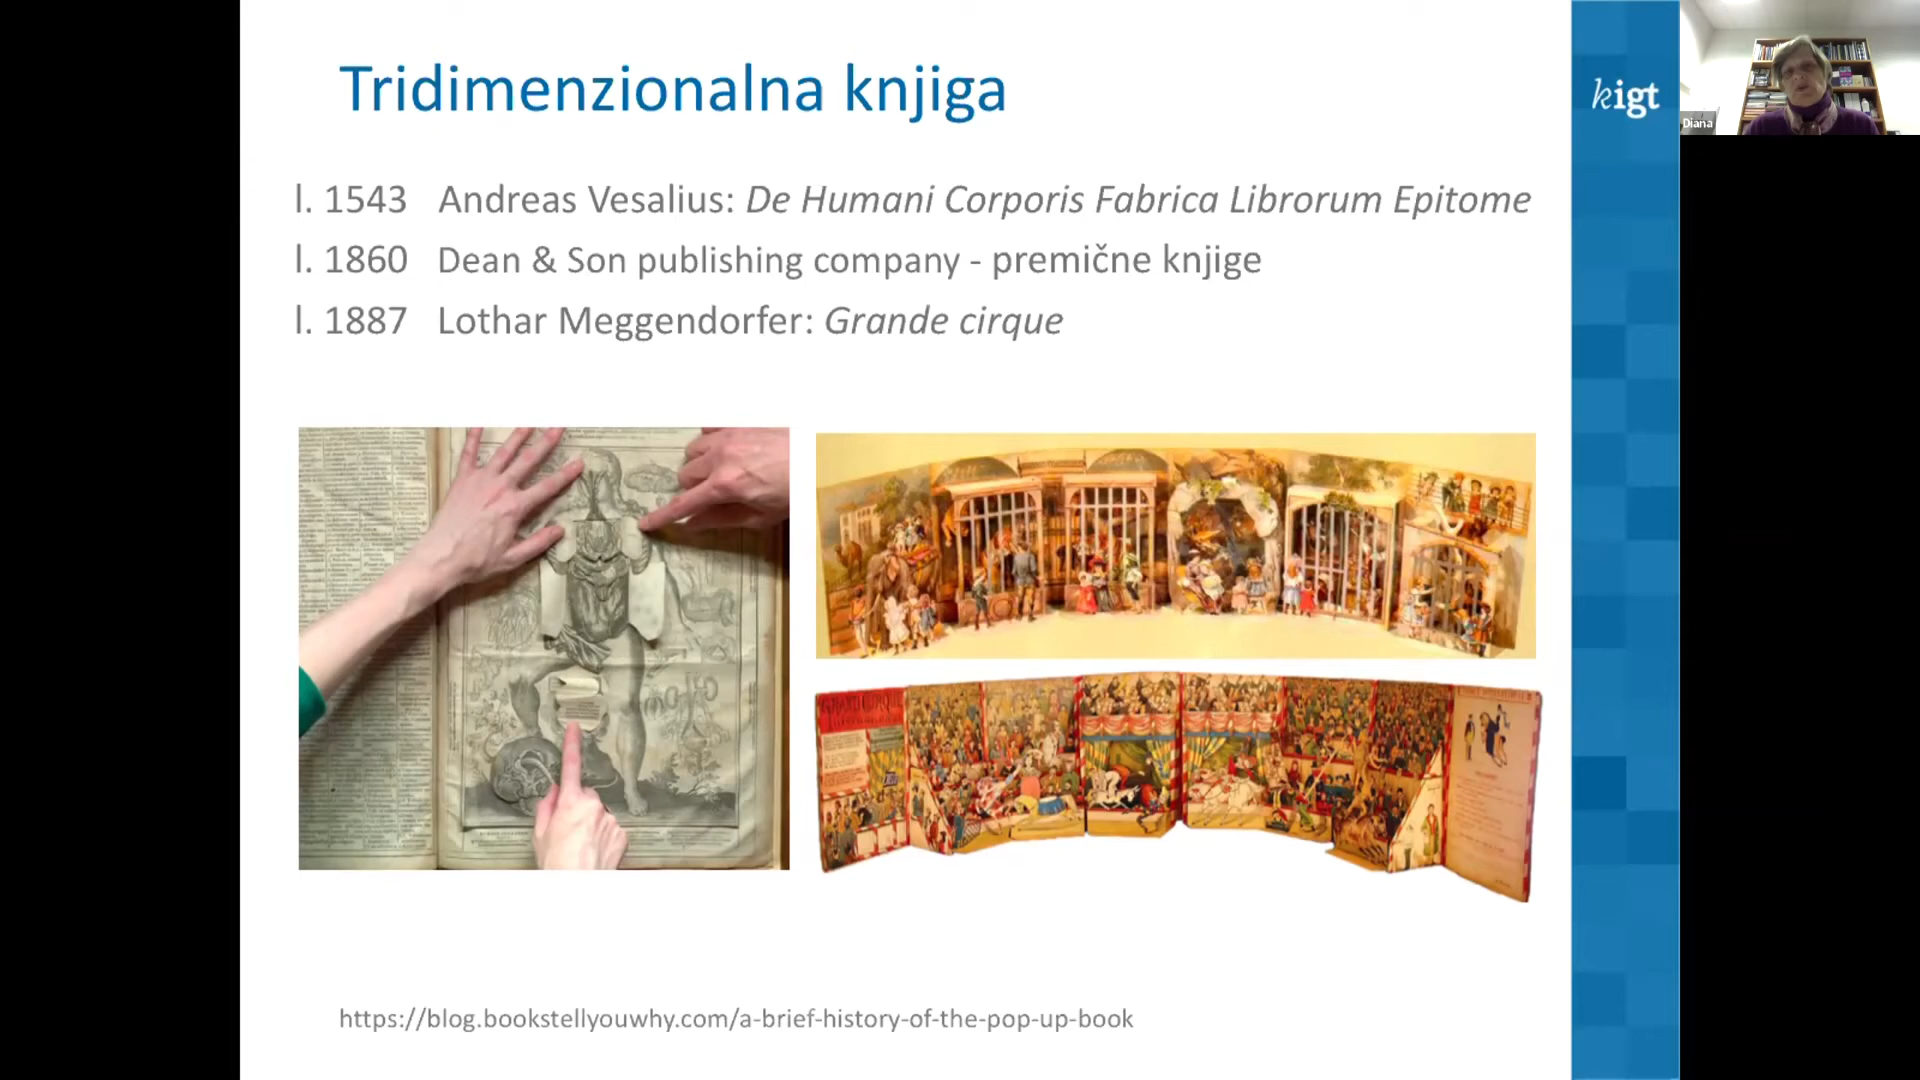 Tridimenzionalna knjiga
l. 1543 Andreas Vesalius: De Humani Corporis Fabrica Librorum Epitome
l. 1860 Dean & Son publishing company - premične knjige
l. 1887 Lothar Meggendorfer: Grande cirque
https://blog.bookstellyouwhy.com/a-brief-history-of-the-pop-up-book
kigt
Diana